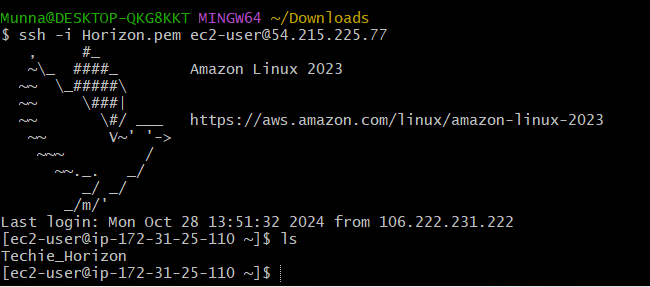 Munna@DESKTOP-QKG8KKT MINGW64 ~/Downloads
$ ssh -i Horizon.pem ec2-user@54.215.225.77
   ,     #_
   ~\_  ####_        Amazon Linux 2023
  ~~  \_#####\
  ~~     \###|
  ~~       \#/ ___   https://aws.amazon.com/linux/amazon-linux-2023
   ~~       V~' '->
    ~~~         /
      ~~._.   _/
         _/ _/
       _/m/'
Last login: Mon Oct 28 13:51:32 2024 from 106.222.231.222
[ec2-user@ip-172-31-25-110 ~]$ ls
Techie_Horizon
[ec2-user@ip-172-31-25-110 ~]$